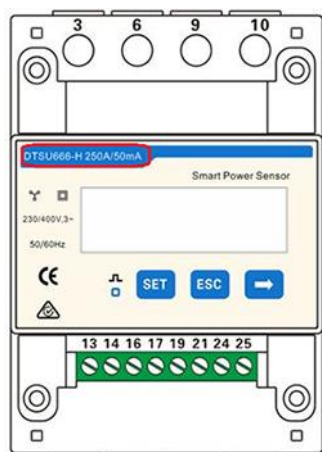 3 6 9 10
DTSU666-H 250A/50mA
Smart Power Sensor
230/400V,3~
50/60Hz
CE
SET ESC
13 14 16 17 19 21 24 25